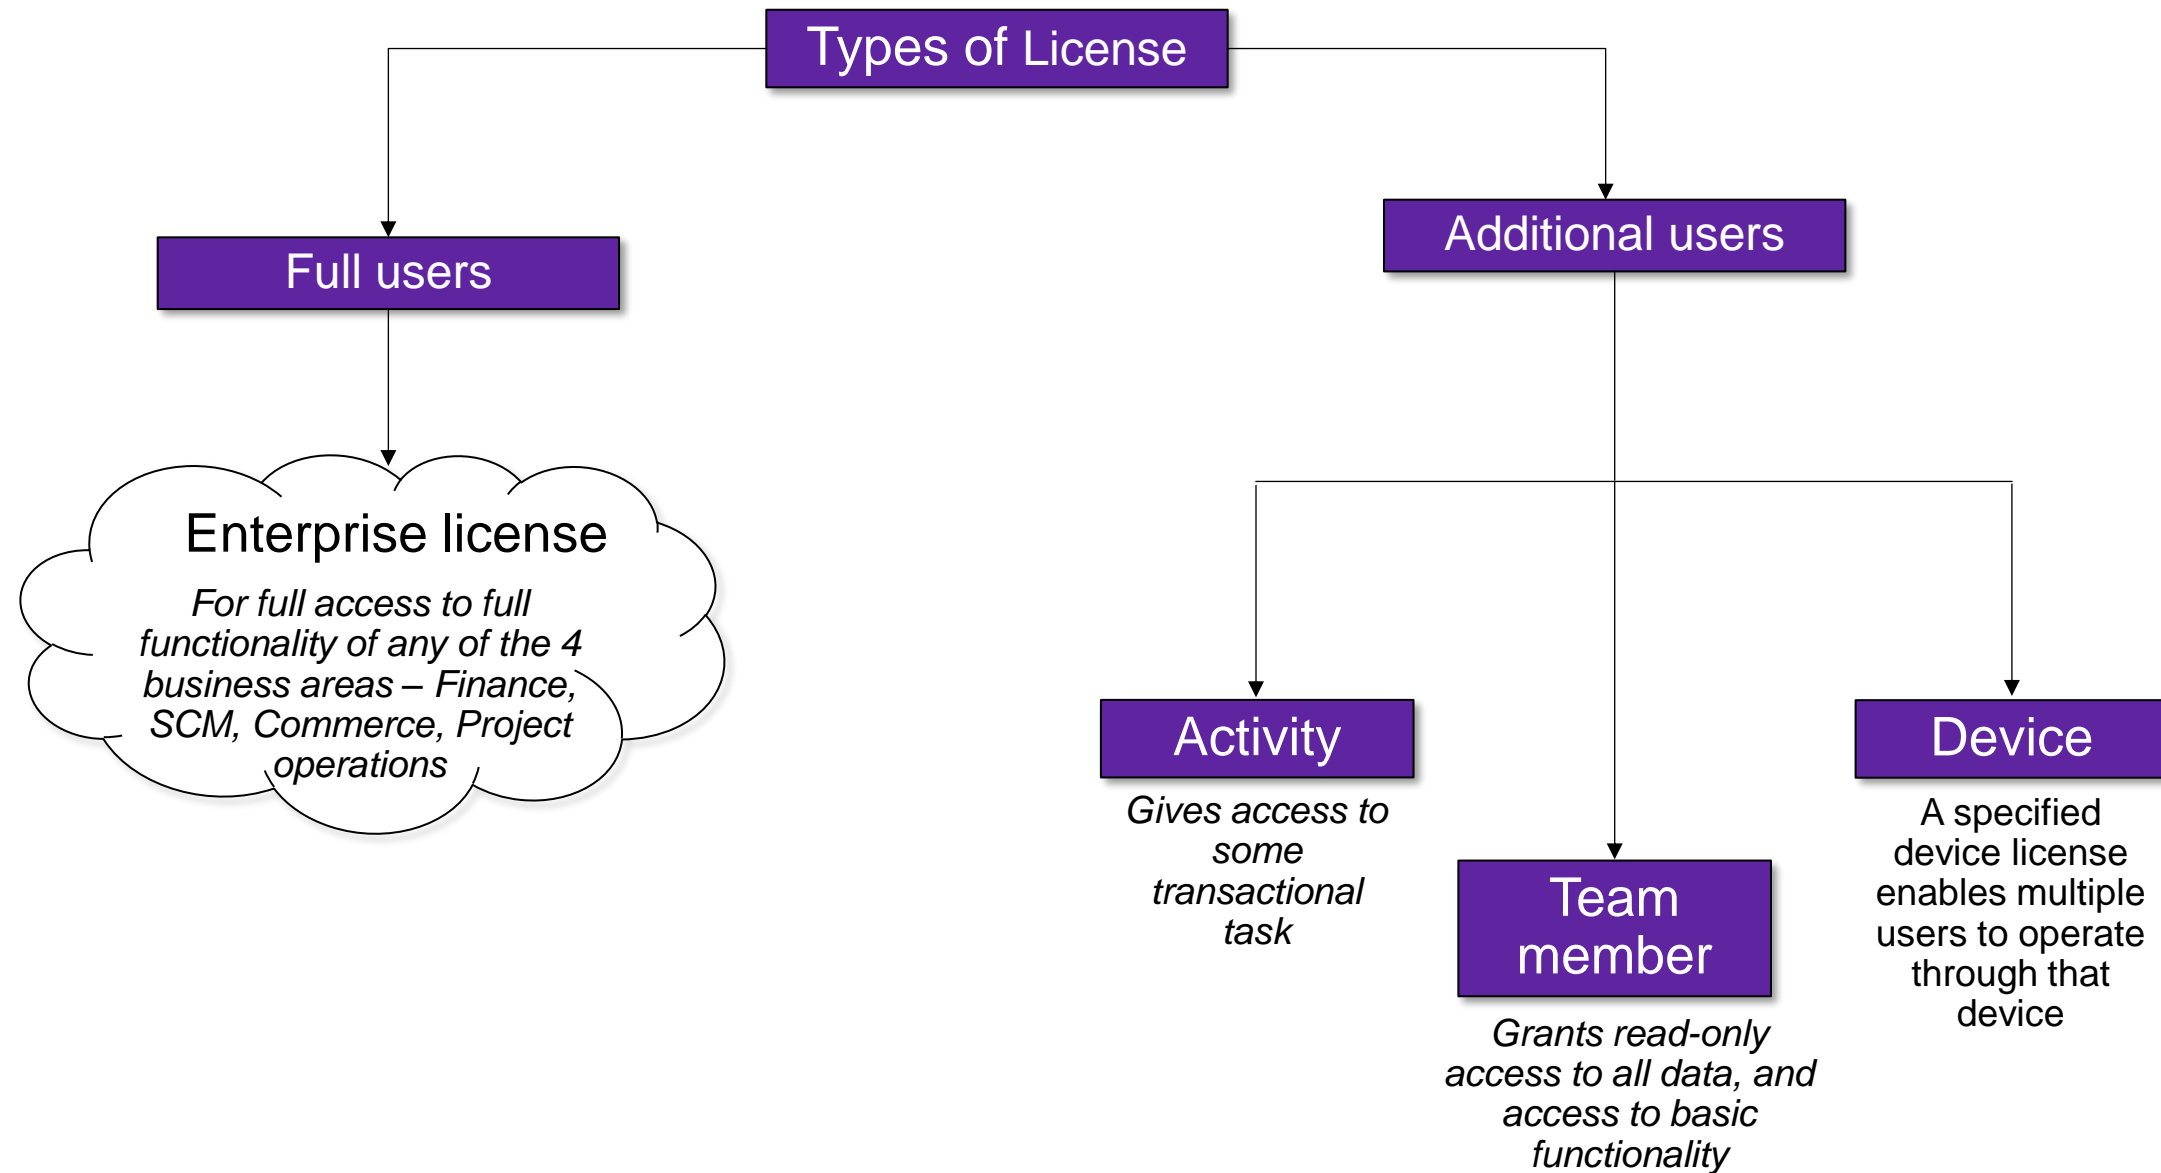 Types of License
Full users
Additional users
Enterprise license
For full access to full
functionality of any of the 4
business areas – Finance,
SCM, Commerce, Project
operations
Activity
Gives access to
some
transactional
task
Team
member
Grants read-only
access to all data, and
access to basic
functionality
Device
A specified
device license
enables multiple
users to operate
through that
device